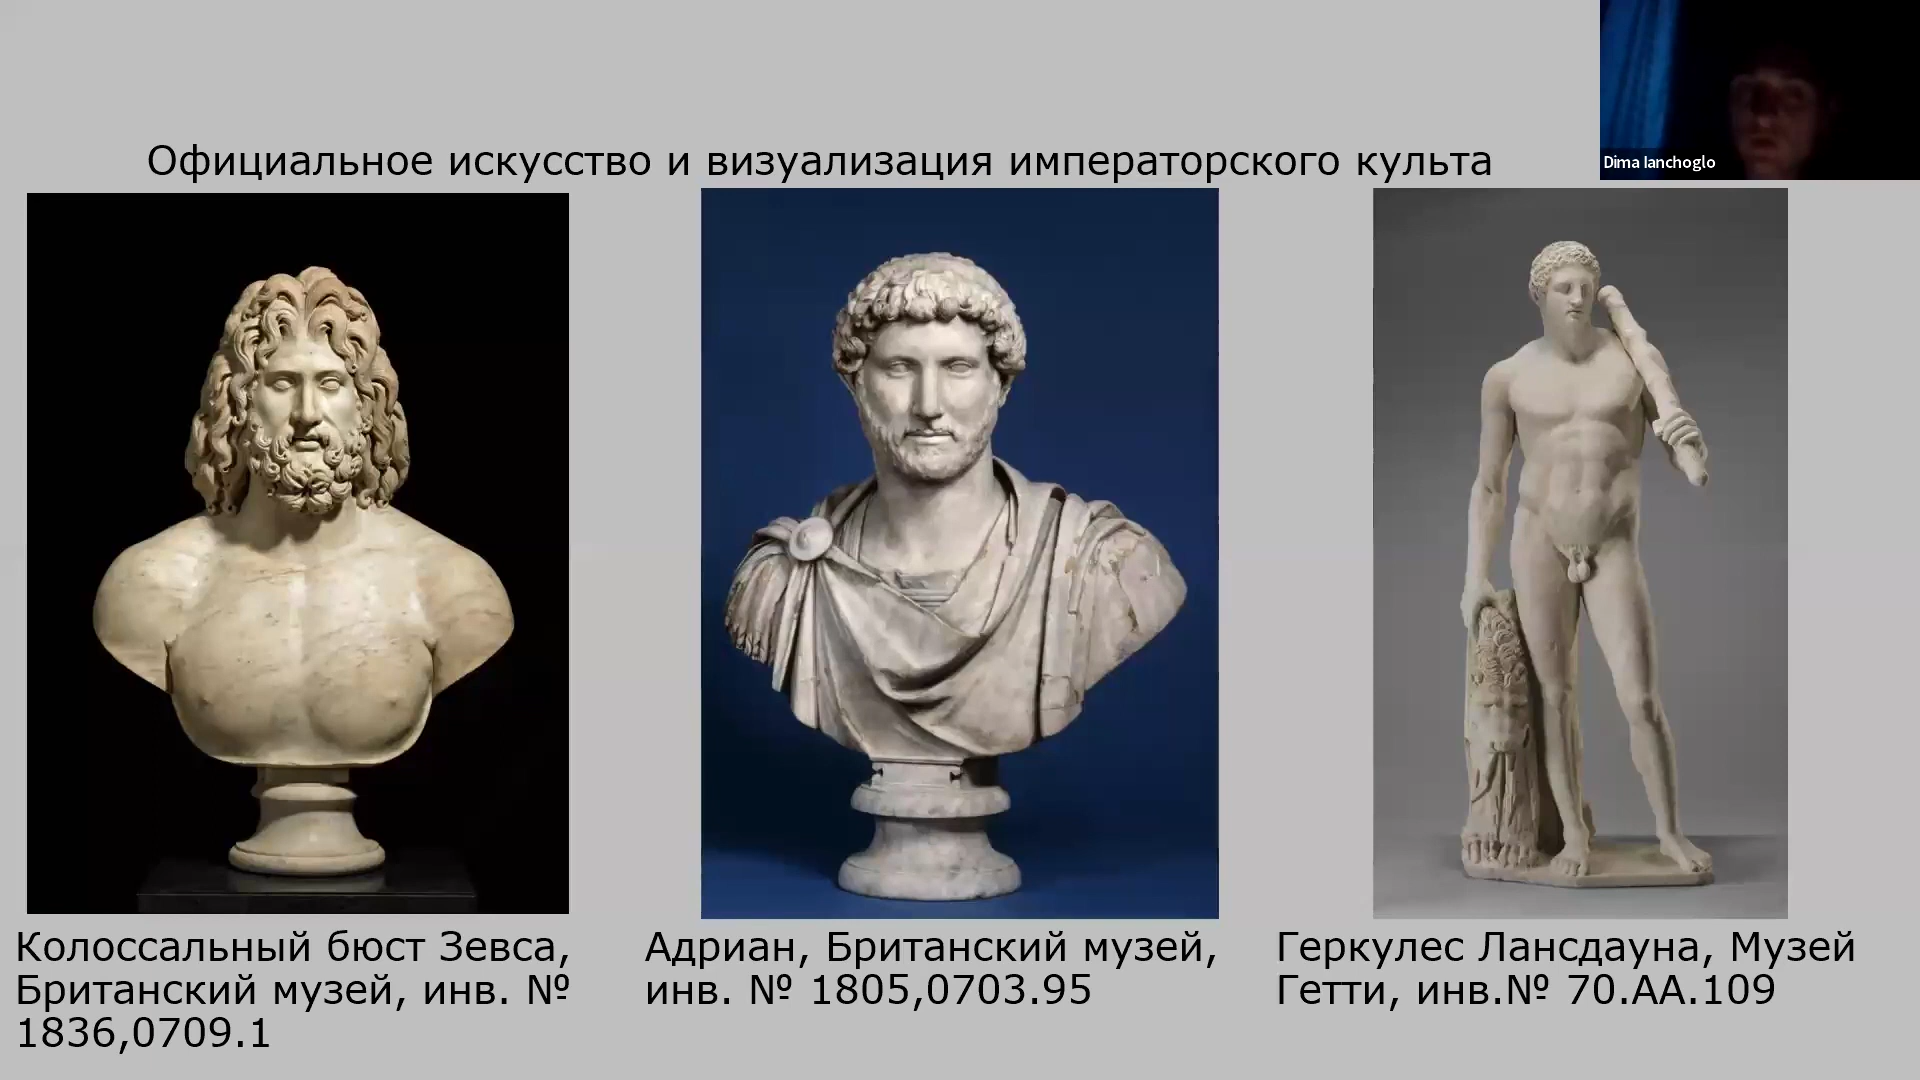 Официальное искусство и визуализация императорского культа
Dima Ianchoglo
Колоссальный бюст Зевса,
Британский музей, инв. №
1836,0709.1
Адриан, Британский музей,
инв. № 1805,0703.95
Геркулес Лансдауна, Музей
Гетти, инв.№ 70.AA.109